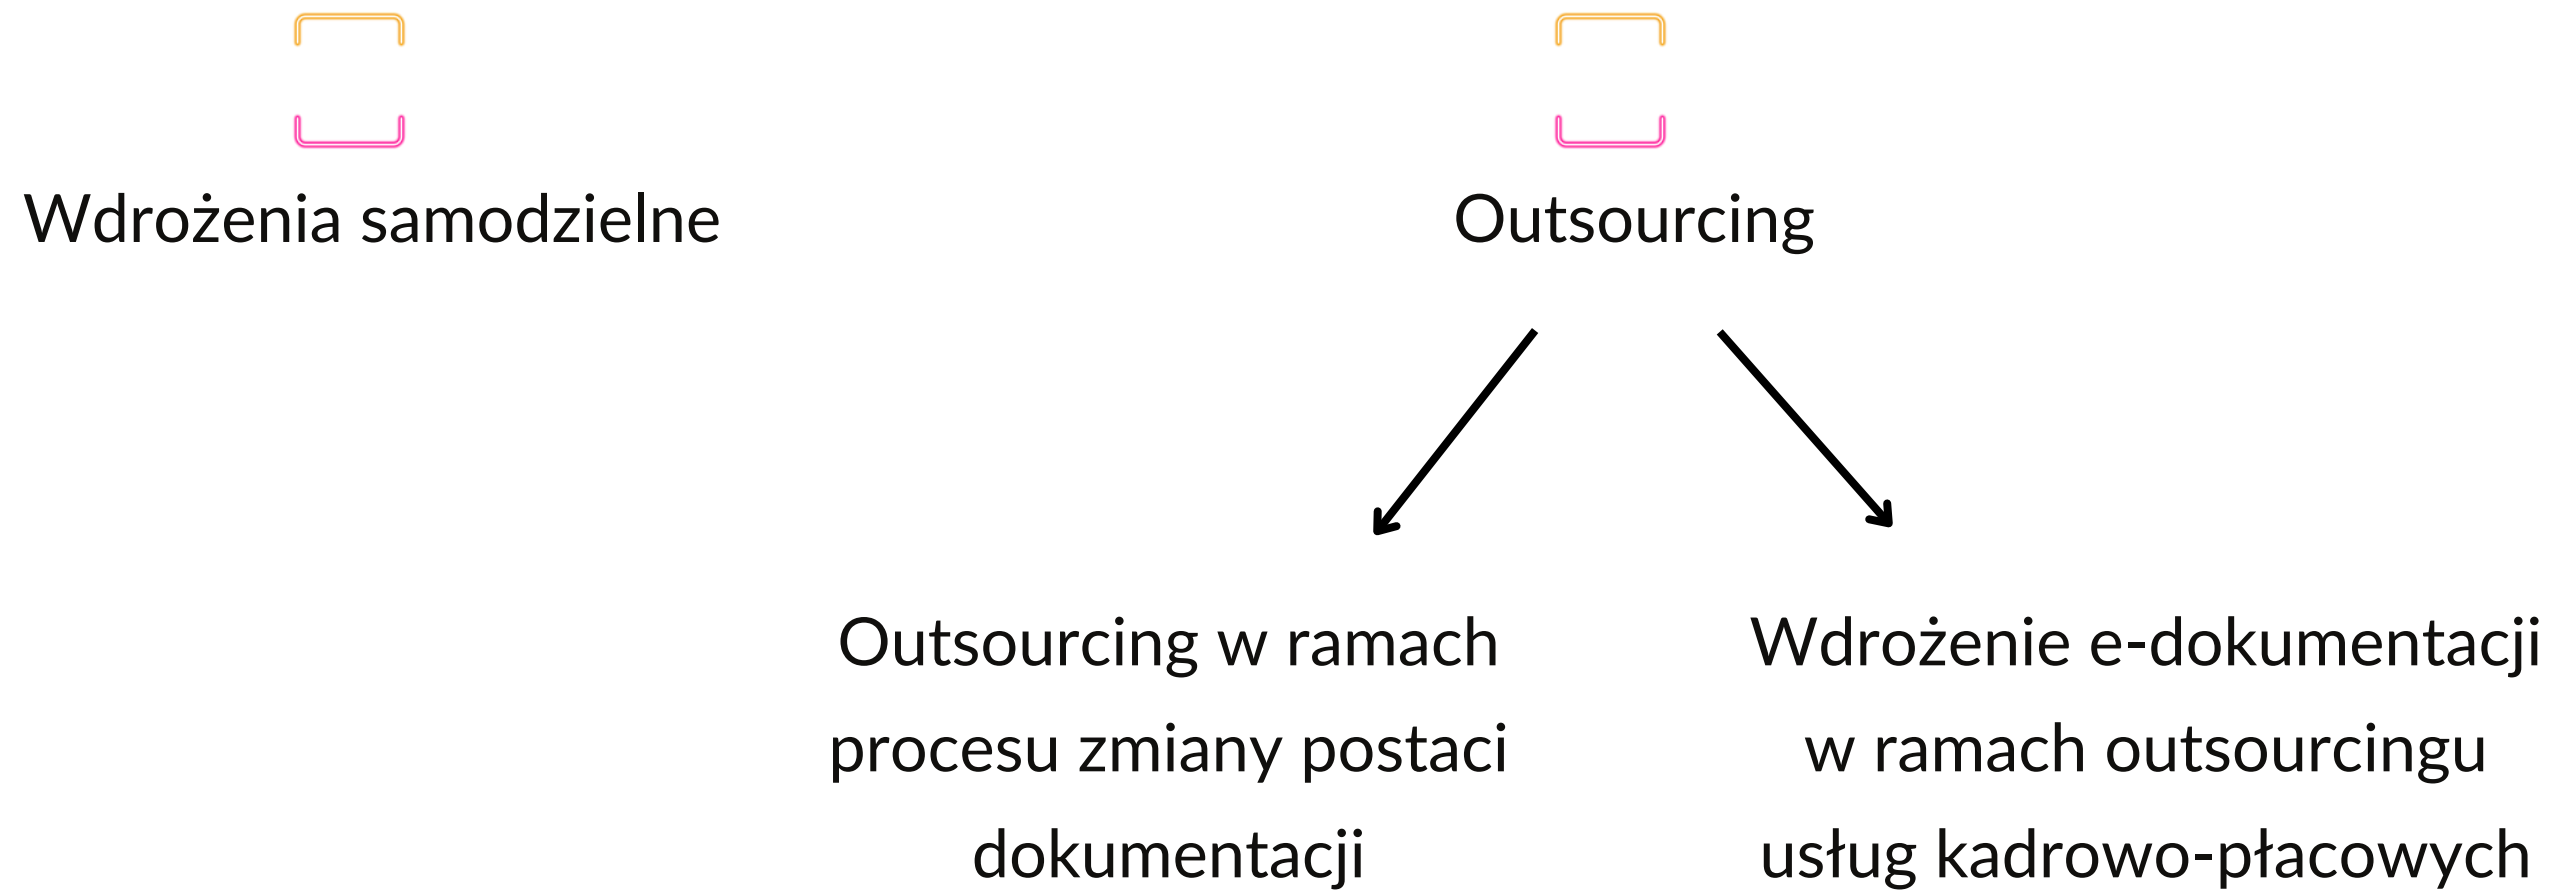 Wdrożenia samodzielne
Outsourcing
Outsourcing w ramach
procesu zmiany postaci
dokumentacji
Wdrożenie e-dokumentacji
w ramach outsourcingu
usług kadrowo-płacowych